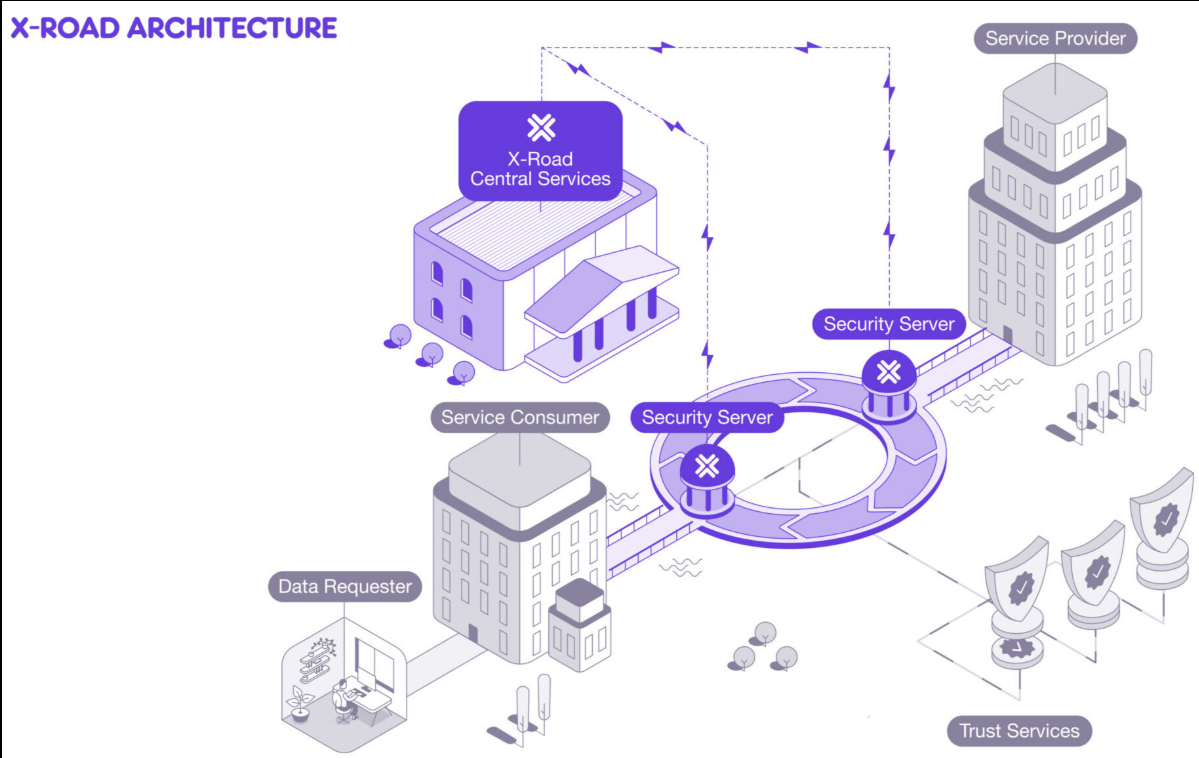 X-ROAD ARCHITECTURE
Service Provider
X-Road
Central Services
Security Server
Service Consumer
Security Server
Data Requester
Trust Services